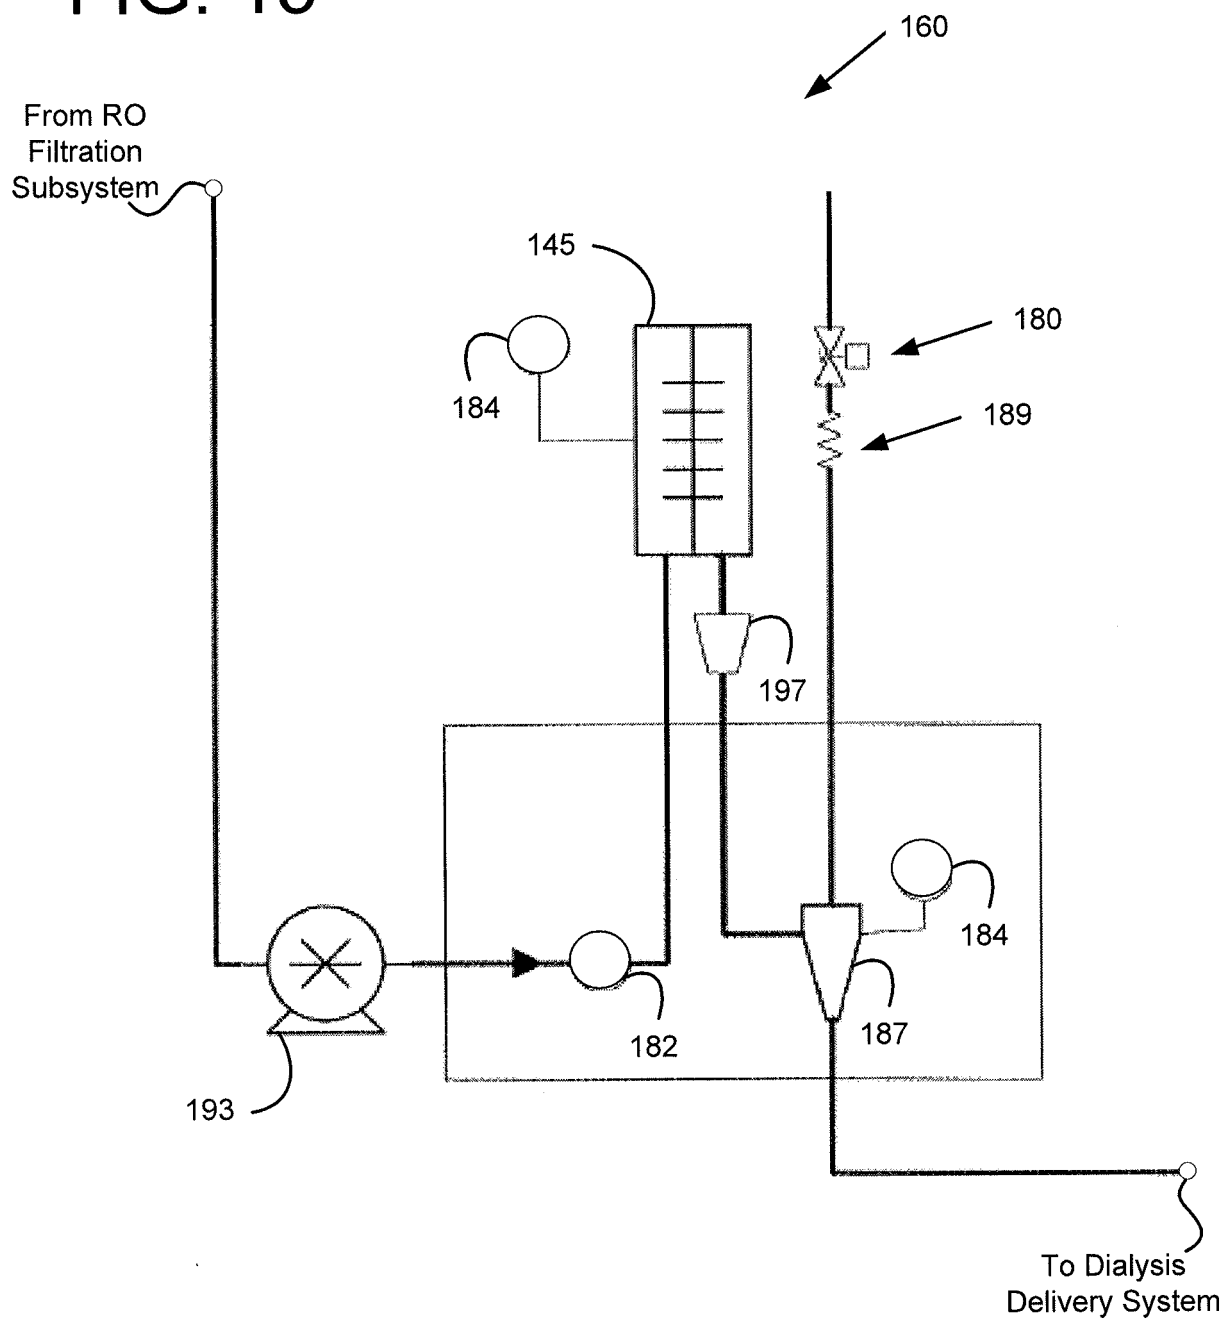 160
From RO
Filtration
Subsystem
145
180
184
189
197
184
187
182
193
To Dialysis
Delivery System